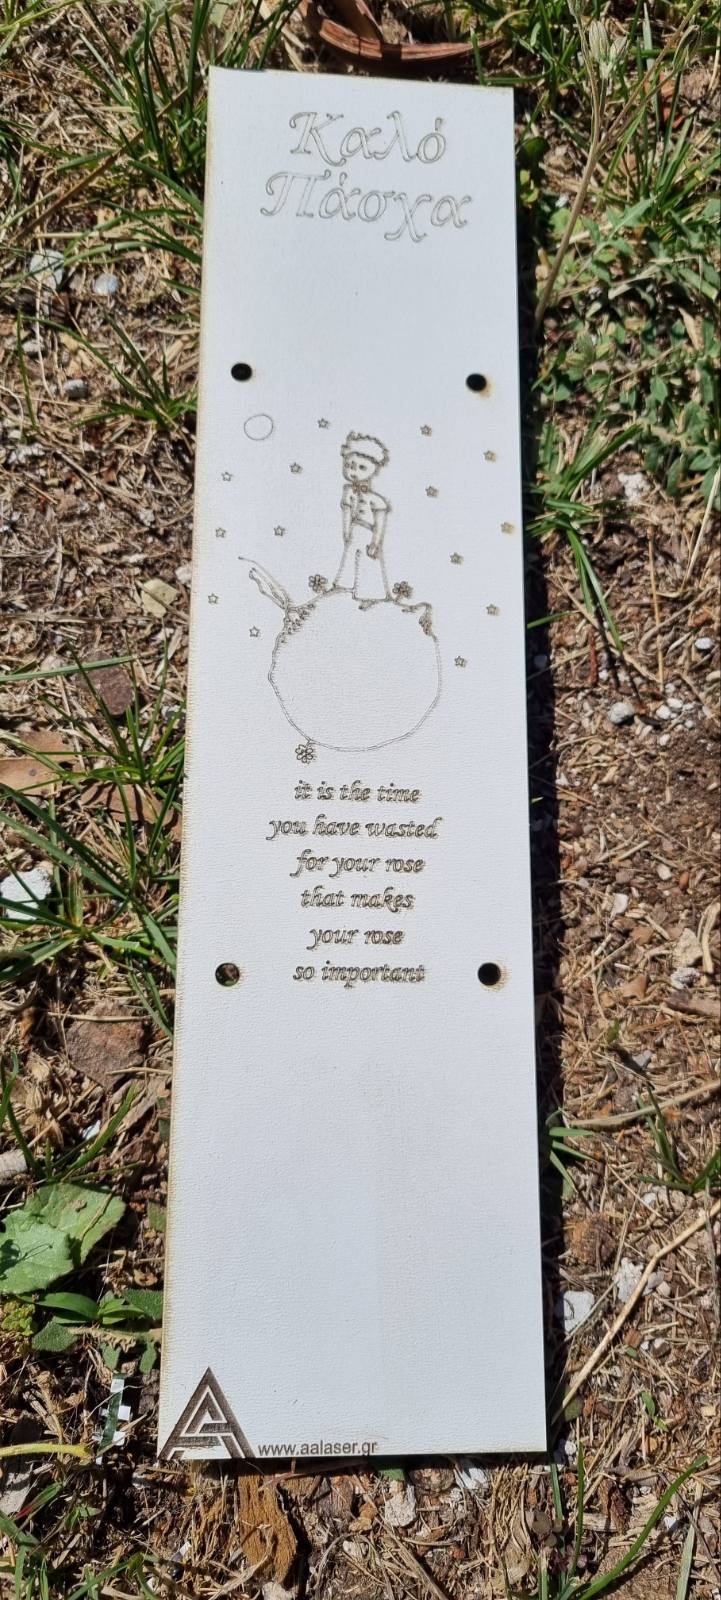 Καλό
Πάσχα
it is the time
you have wasted
for your rose
that makes
your rose
so important
www.aalaser.gr